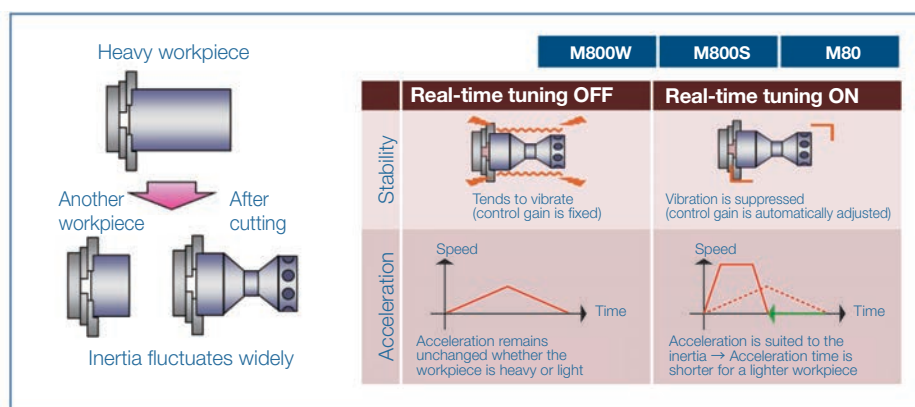 Heavy workpiece
Another
workpiece
After
cutting
Inertia fluctuates widely
M800W
M800S
M80
Real-time tuning OFF
Real-time tuning ON
Stability
Tends to vibrate
(control gain is fixed)
Vibration is suppressed
(control gain is automatically adjusted)
Acceleration
Speed
Time
Acceleration remains
unchanged whether the
workpiece is heavy or light
Speed
Time
Acceleration is suited to the
inertia → Acceleration time is
shorter for a lighter workpiece